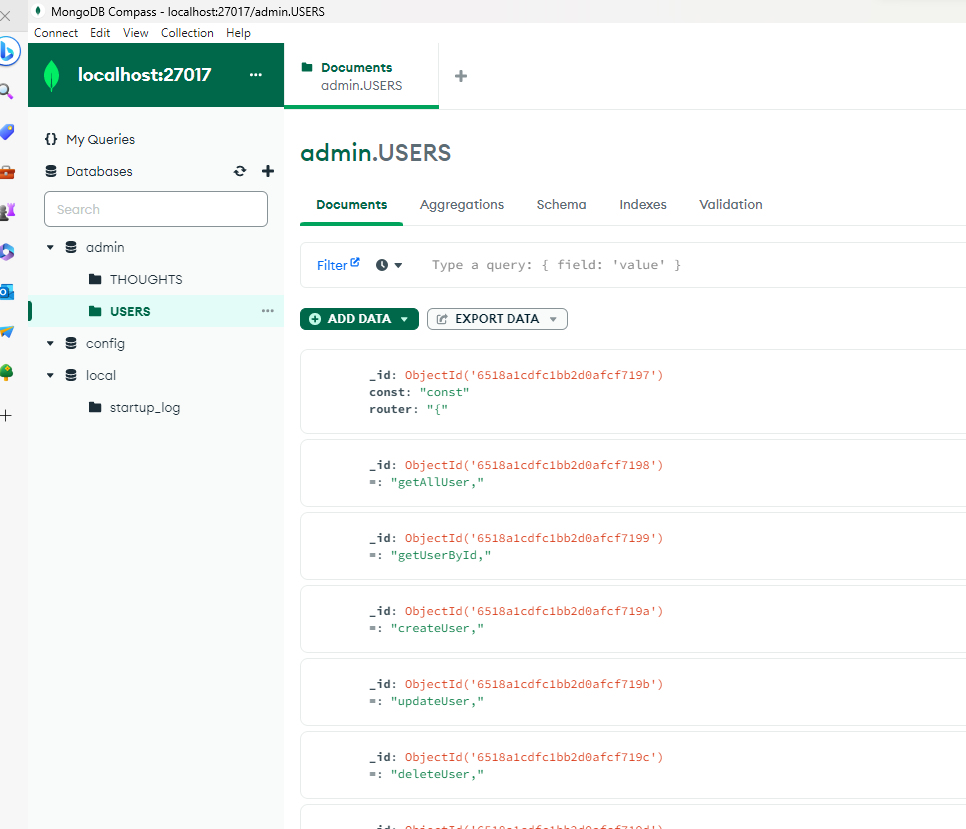 MongoDB Compass - localhost:27017/admin.USERS
Connect Edit View Collection Help
localhost:27017 ...
Documents
admin.USERS
{} My Queries
Databases
Search
admin
THOUGHTS
USERS ...
config
local
startup_log
admin.USERS
Documents Aggregations Schema Indexes Validation
Filter Type a query: { field: 'value' }
ADD DATA EXPORT DATA
_id: ObjectId('6518a1cdfc1bb2d0afcf7197')
const: "const"
router: "{"
_id: ObjectId('6518a1cdfc1bb2d0afcf7198')
=: "getAllUser,"
_id: ObjectId('6518a1cdfc1bb2d0afcf7199')
=: "getUserById,"
_id: ObjectId('6518a1cdfc1bb2d0afcf719a')
=: "createUser,"
_id: ObjectId('6518a1cdfc1bb2d0afcf719b')
=: "updateUser,"
_id: ObjectId('6518a1cdfc1bb2d0afcf719c')
=: "deleteUser,"